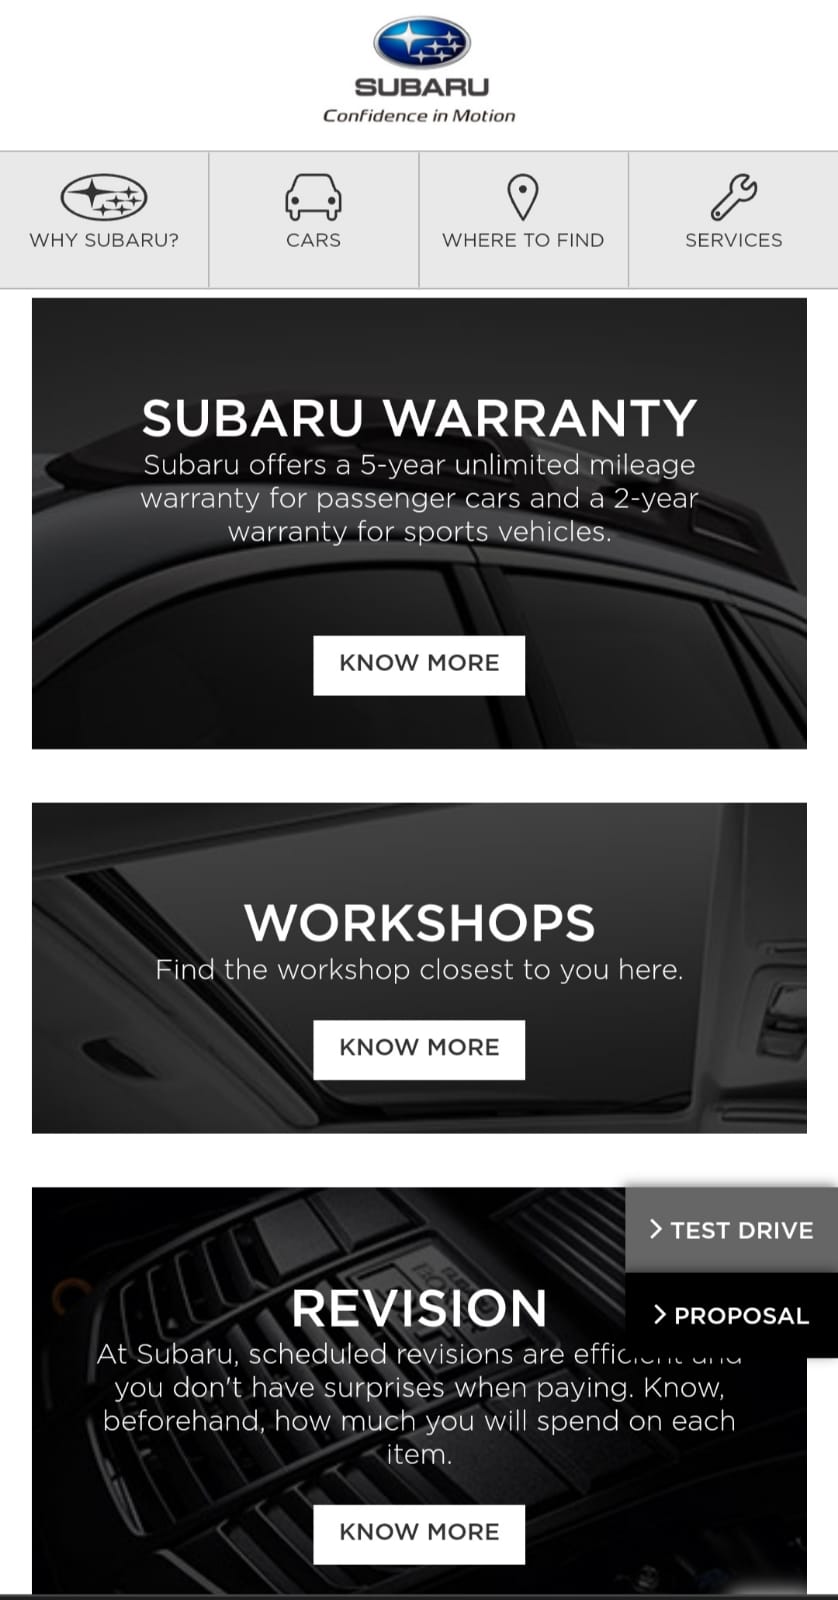 SUBARU
Confidence in Motion
WHY SUBARU?
CARS
WHERE TO FIND
SERVICES
SUBARU WARRANTY
Subaru offers a 5-year unlimited mileage
warranty for passenger cars and a 2-year
warranty for sports vehicles.
KNOW MORE
WORKSHOPS
Find the workshop closest to you here.
KNOW MORE
TEST DRIVE
PROPOSAL
REVISION
At Subaru, scheduled revisions are efficient and
you don't have surprises when paying. Know,
beforehand, how much you will spend on each
item.
KNOW MORE